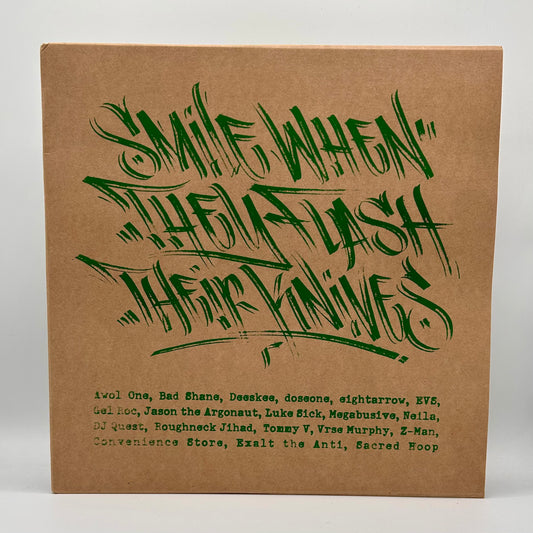 SMILE WHEN
THEY FLASH
THEIR KNIVES
Awol One, Bad Shane, Deeskee, doseone, eightarrow, EVS,
Gel Roc, Jason the Argonaut, Luke Sick, Megabusive, Neila,
DJ Quest, Roughneck Jihad, Tommy V, Vrse Murphy, Z-Man,
Convenience Store, Exalt the Anti, Sacred Hoop